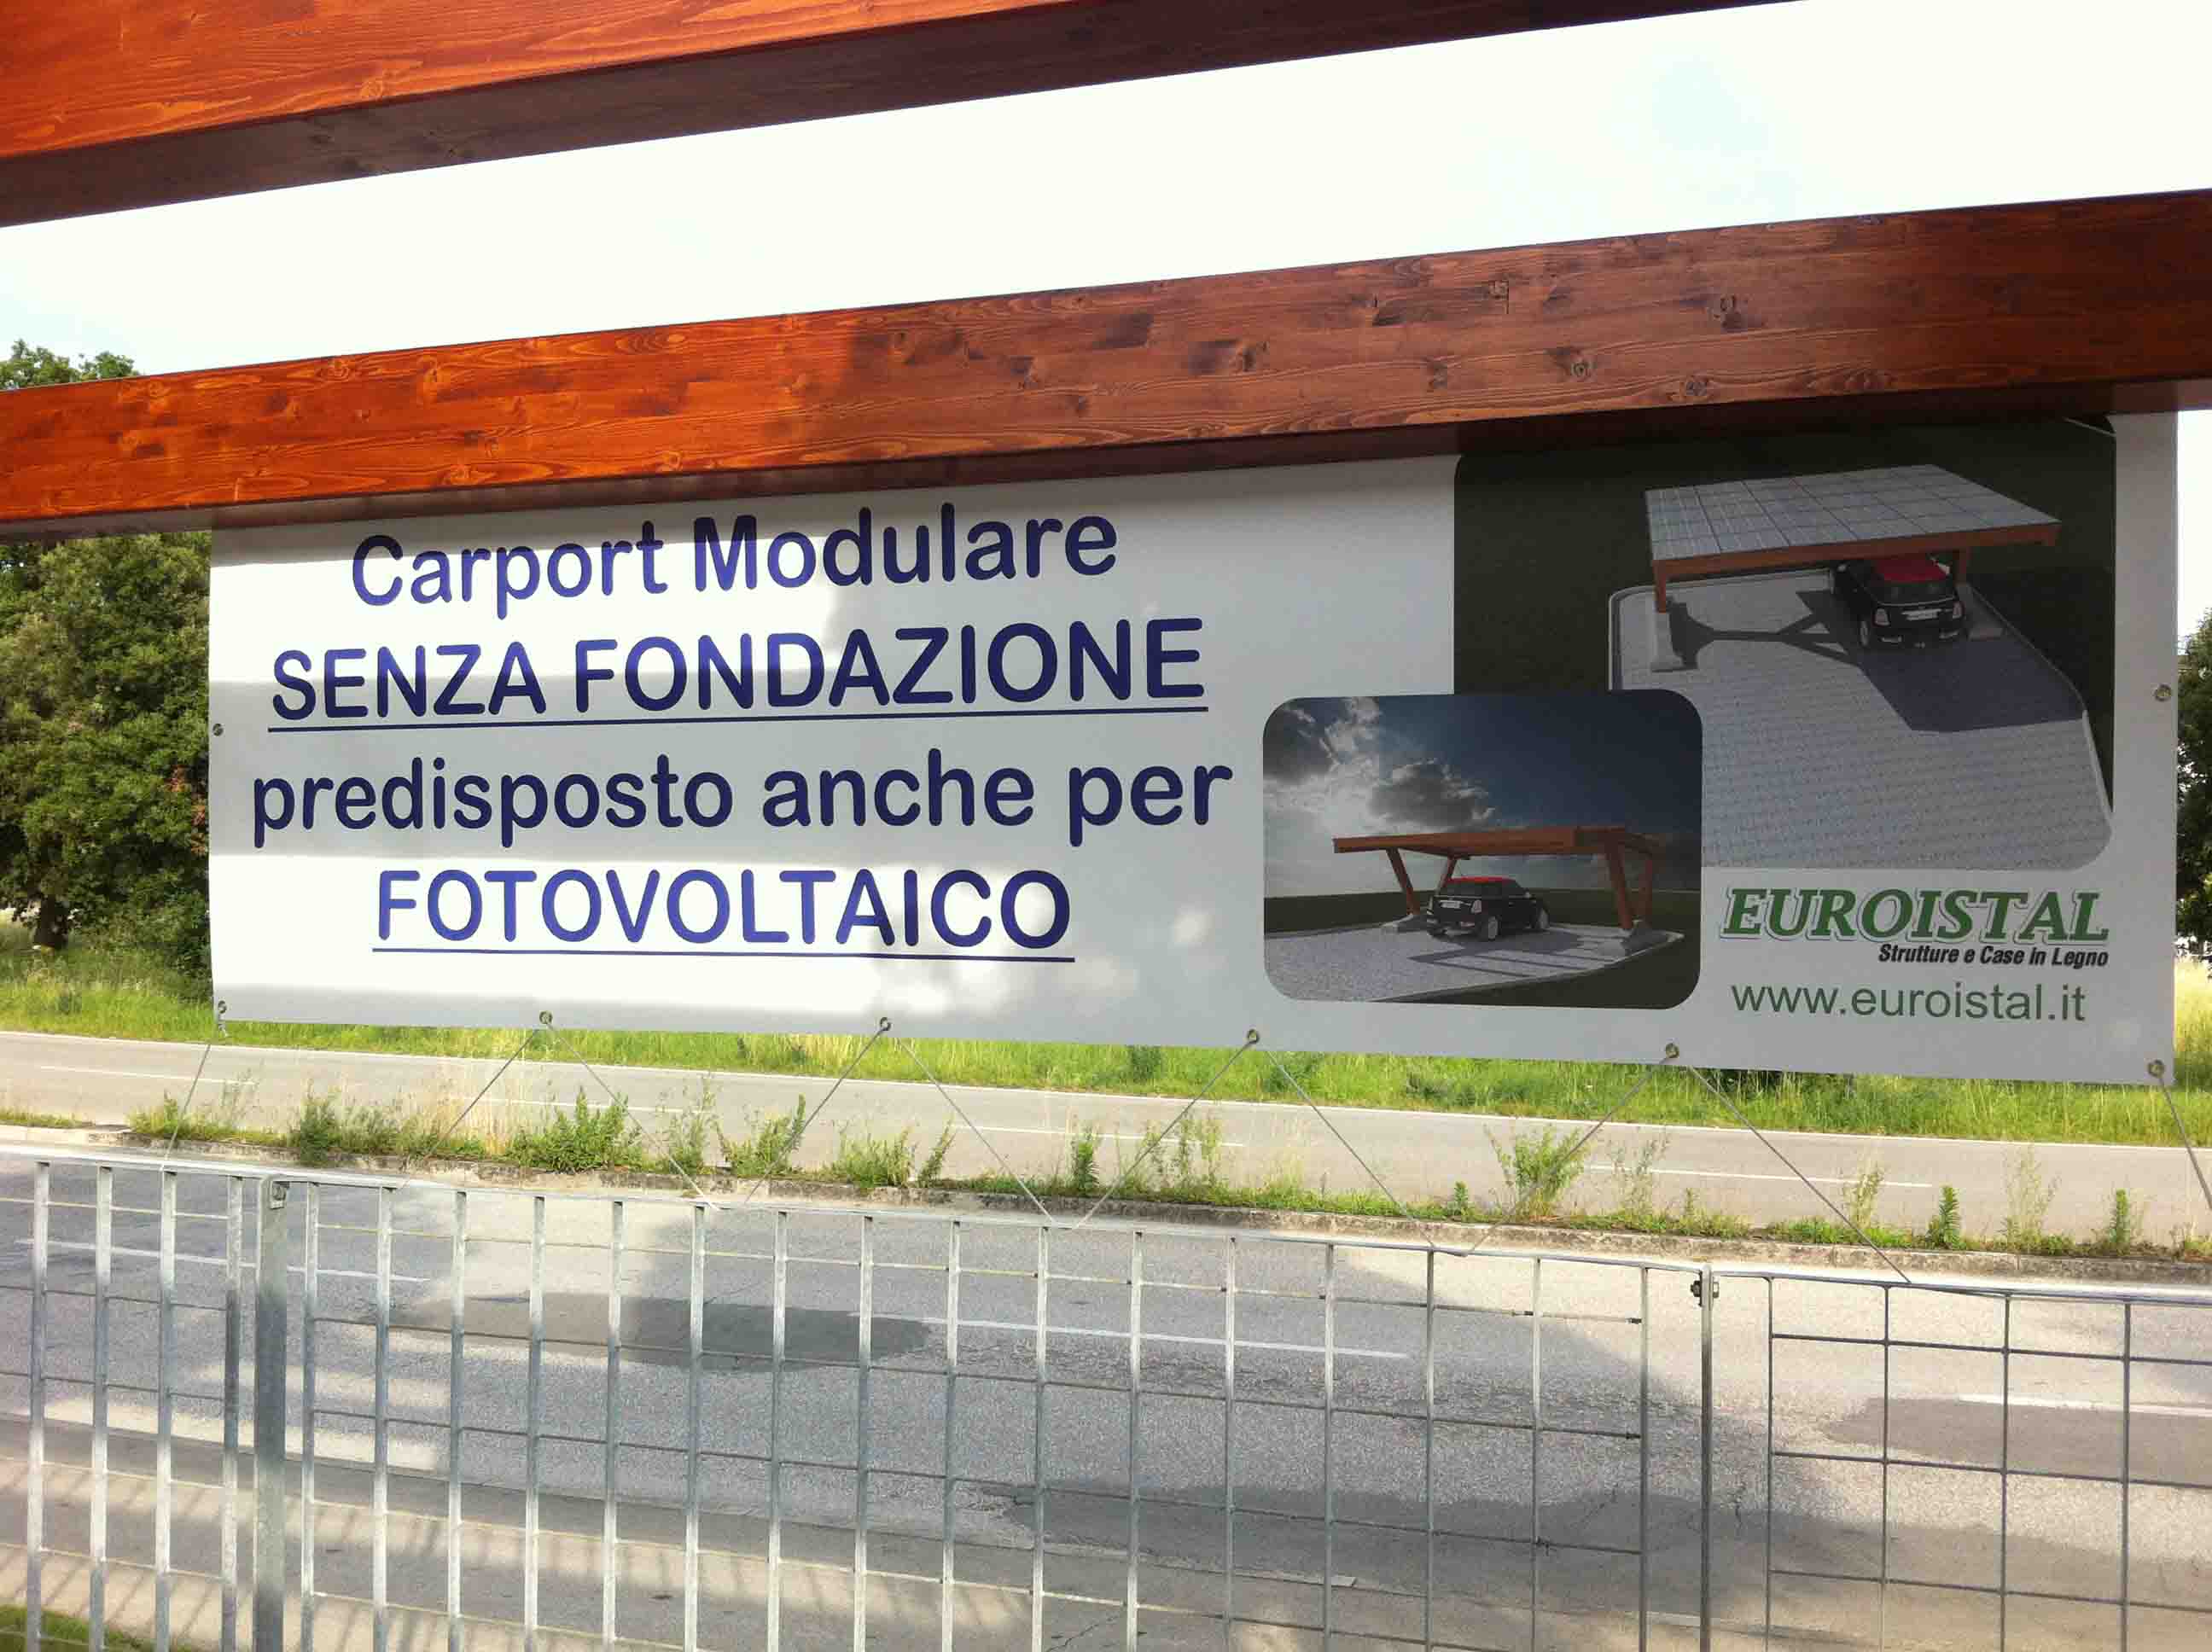 Carport Modulare
SENZA FONDAZIONE
predisposto anche per
FOTOVOLTAICO
EUROISTAL
Strutture e Case in Legno
www.euroistal.it